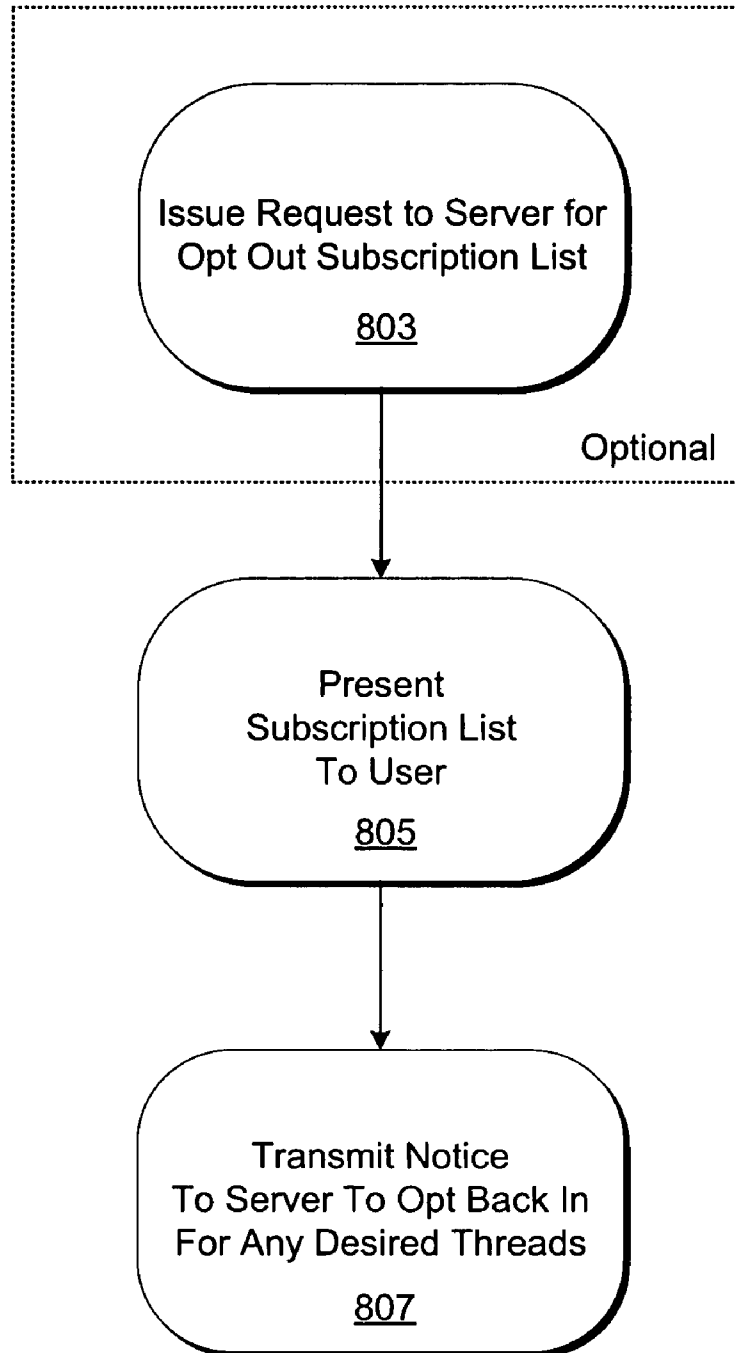 Issue Request to Server for
Opt Out Subscription List
803
Optional
Present
Subscription List
To User
805
Transmit Notice
To Server To Opt Back In
For Any Desired Threads
807